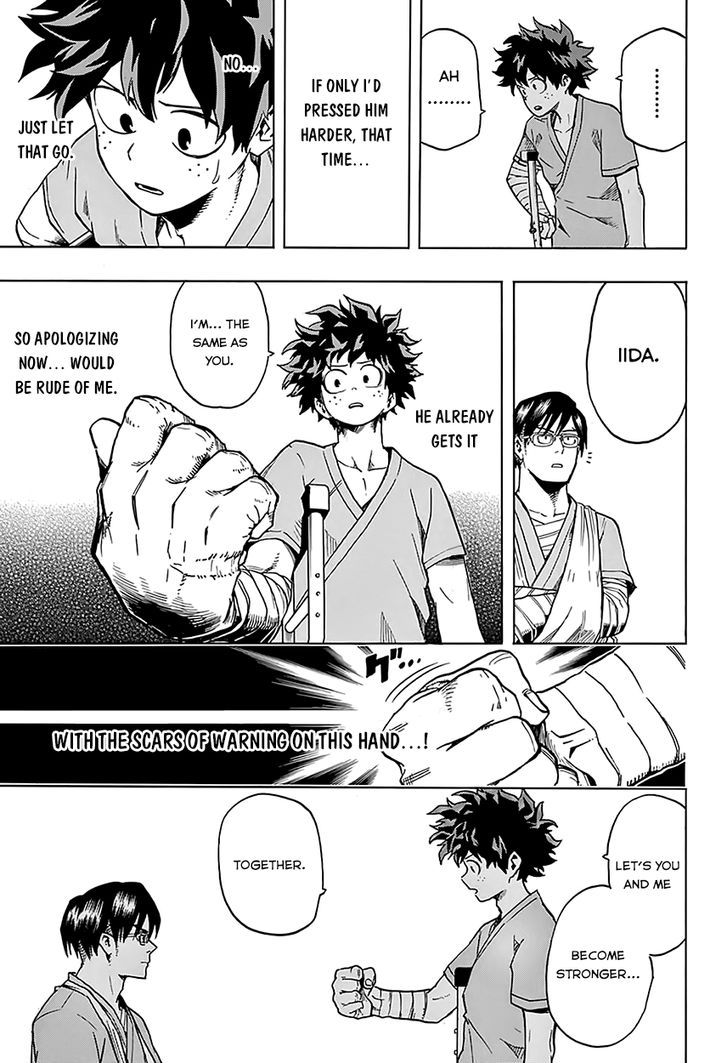 .........
AH
.........
IF ONLY I'D
PRESSED HIM
HARDER, THAT
TIME...
NO...
JUST LET
THAT GO.
IIDA.
I'M... THE
SAME AS
YOU.
HE ALREADY
GETS IT
SO APOLOGIZING
NOW... WOULD
BE RUDE OF ME.
グ...
WITH THE SCARS OF WARNING ON THIS HAND...!
LET'S YOU
AND ME
BECOME
STRONGER...
TOGETHER.